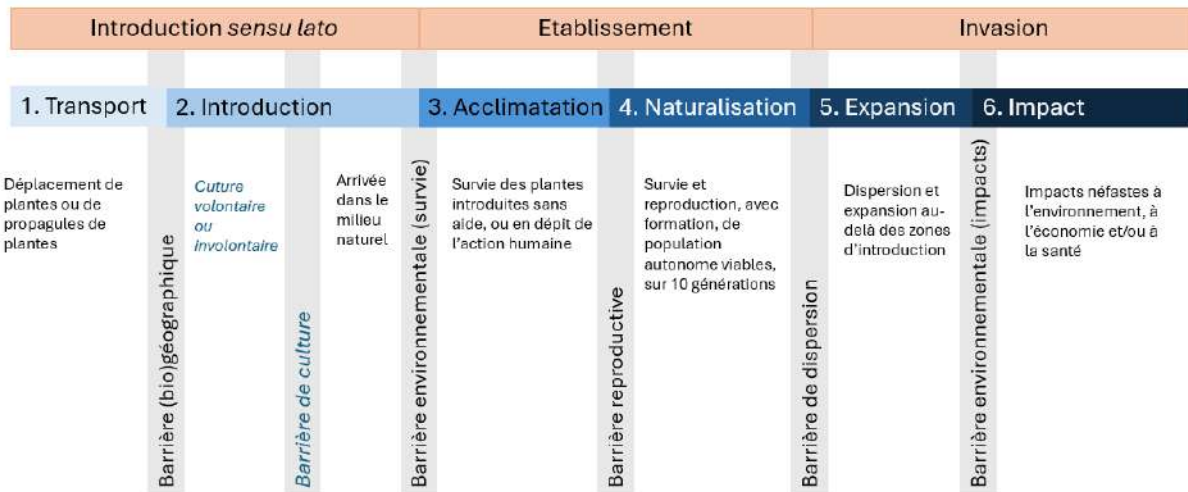 Introduction sensu lato
Etablissement
Invasion
1. Transport
2. Introduction
3. Acclimatation
4. Naturalisation
5. Expansion
6. Impact
Déplacement de
plantes ou de
propagules de
plantes
Barrière (bio)géographique
Cuture
volontaire
ou
involontaire
Barrière de culture
Arrivée
dans le
milieu
naturel
Barrière environnementale (survie)
Survie des plantes
introduites sans
aide, ou en dépit de
l'action humaine
Barrière reproductive
Survie et
reproduction, avec
formation, de
population
autonome viables,
sur 10 générations
Barrière de dispersion
Dispersion et
expansion au-
delà des zones
d'introduction
Barrière environnementale (impacts)
Impacts néfastes à
l'environnement, à
l'économie et/ou à
la santé